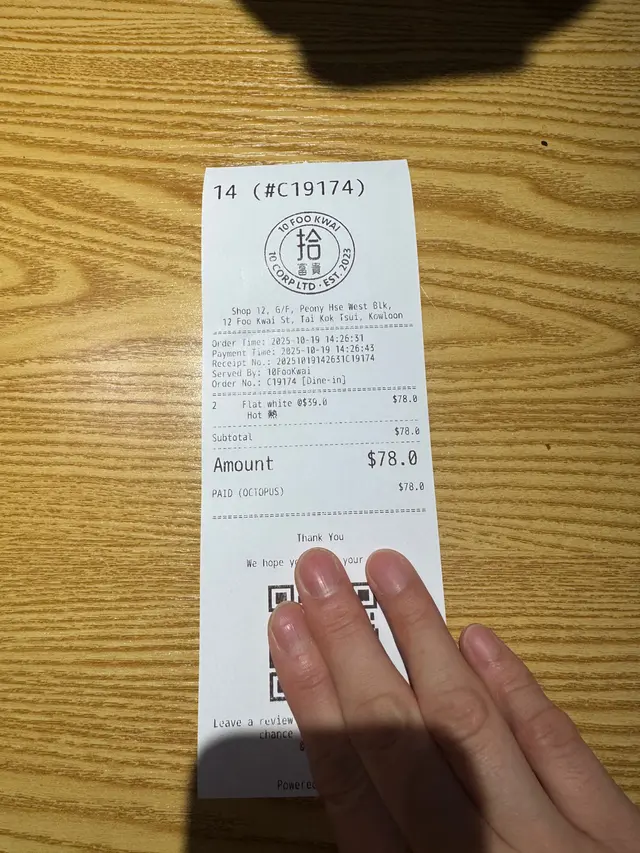 14 (#C19174)
10 FOO KWAI
拾
富貴
10 CORP LTD · EST. 2023
Shop 12, G/F, Peony Hse West Blk,
12 Foo Kwai St, Tai Kok Tsui, Kowloon
Order Time: 2025-10-19 14:26:31
Payment Time: 2025-10-19 14:26:43
Receipt No.: 20251019142631C19174
Served By: 10FooKwai
Order No.: C19174 [Dine-in]
2 Flat white @$39.0 $78.0
Hot 熱
Subtotal $78.0
Amount $78.0
PAID (OCTOPUS) $78.0
Thank You
We hope your
Leave a review
chance